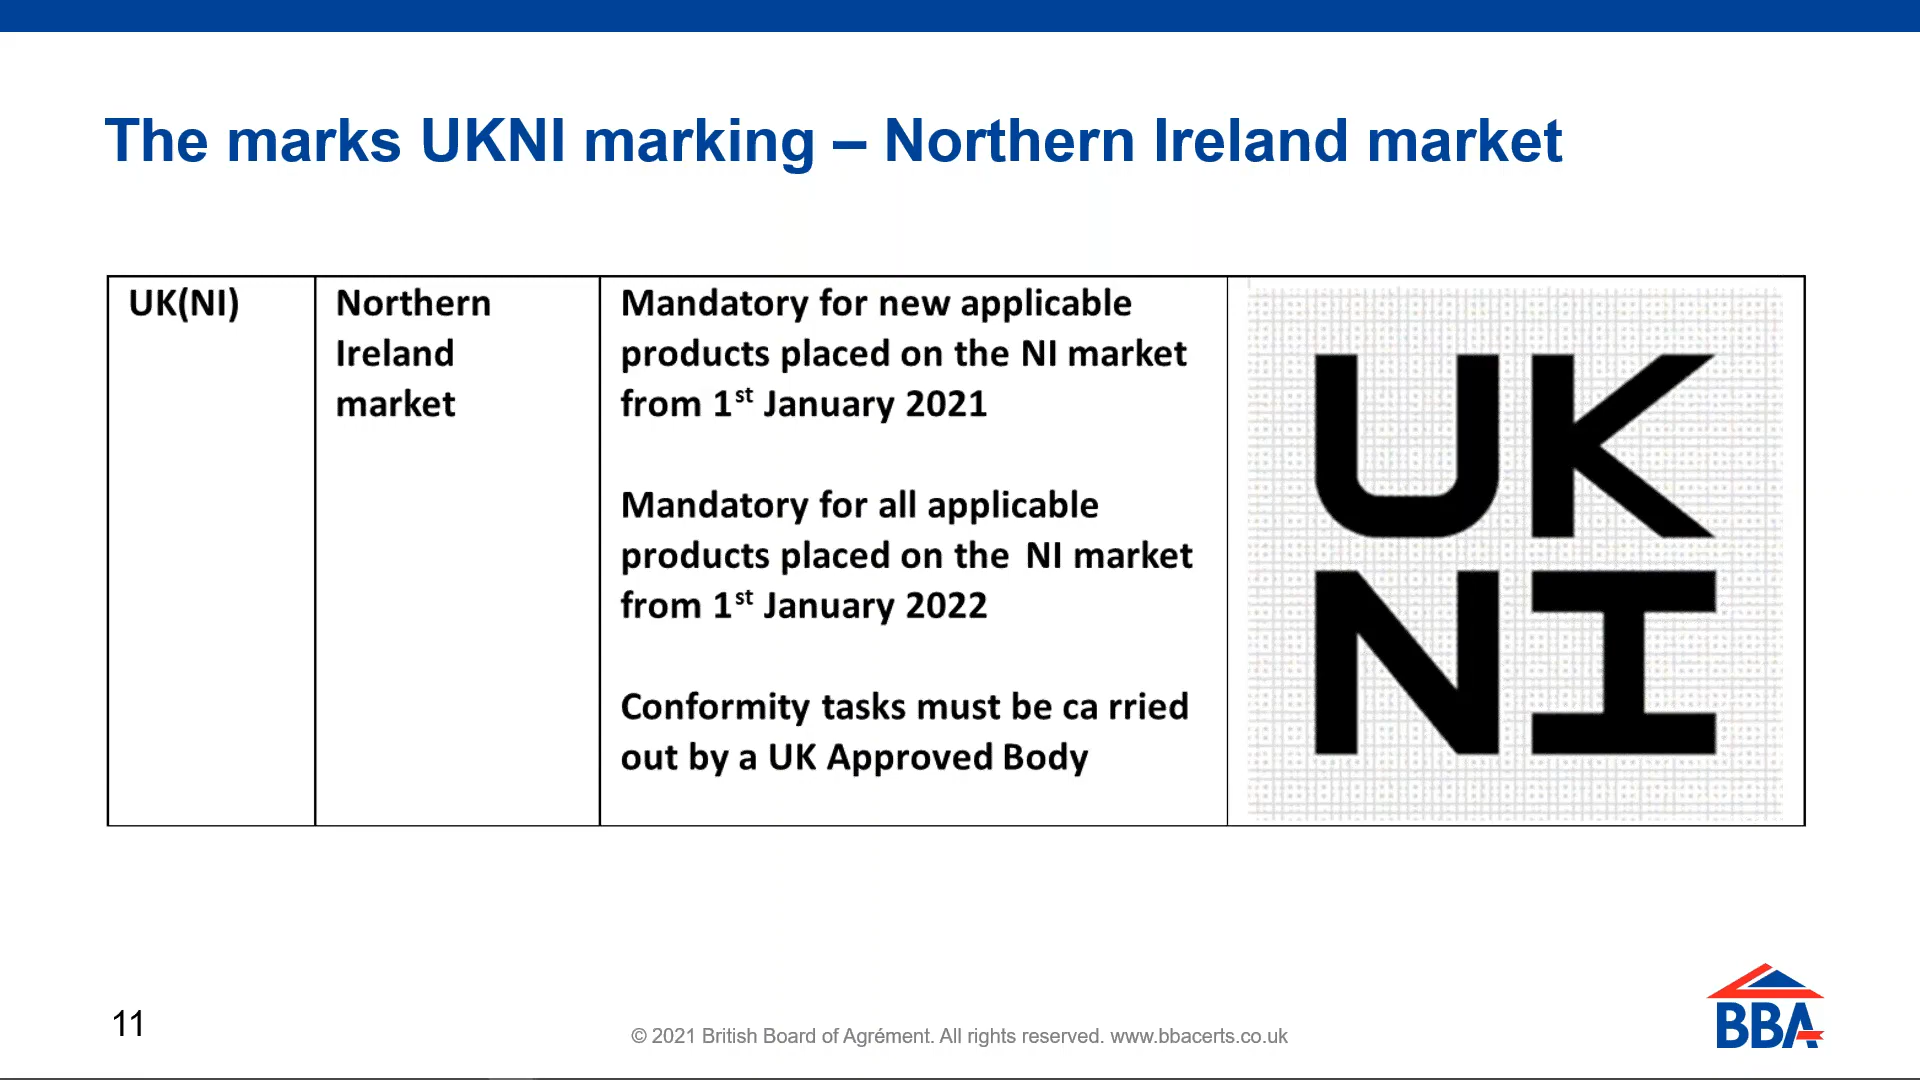 The marks UKNI marking – Northern Ireland market
UK(NI)
Northern
Ireland
market
Mandatory for new applicable
products placed on the NI market
from 1st January 2021
Mandatory for all applicable
products placed on the NI market
from 1st January 2022
Conformity tasks must be ca rried
out by a UK Approved Body
UK
NI
11
© 2021 British Board of Agrément. All rights reserved. www.bbacerts.co.uk
BBA